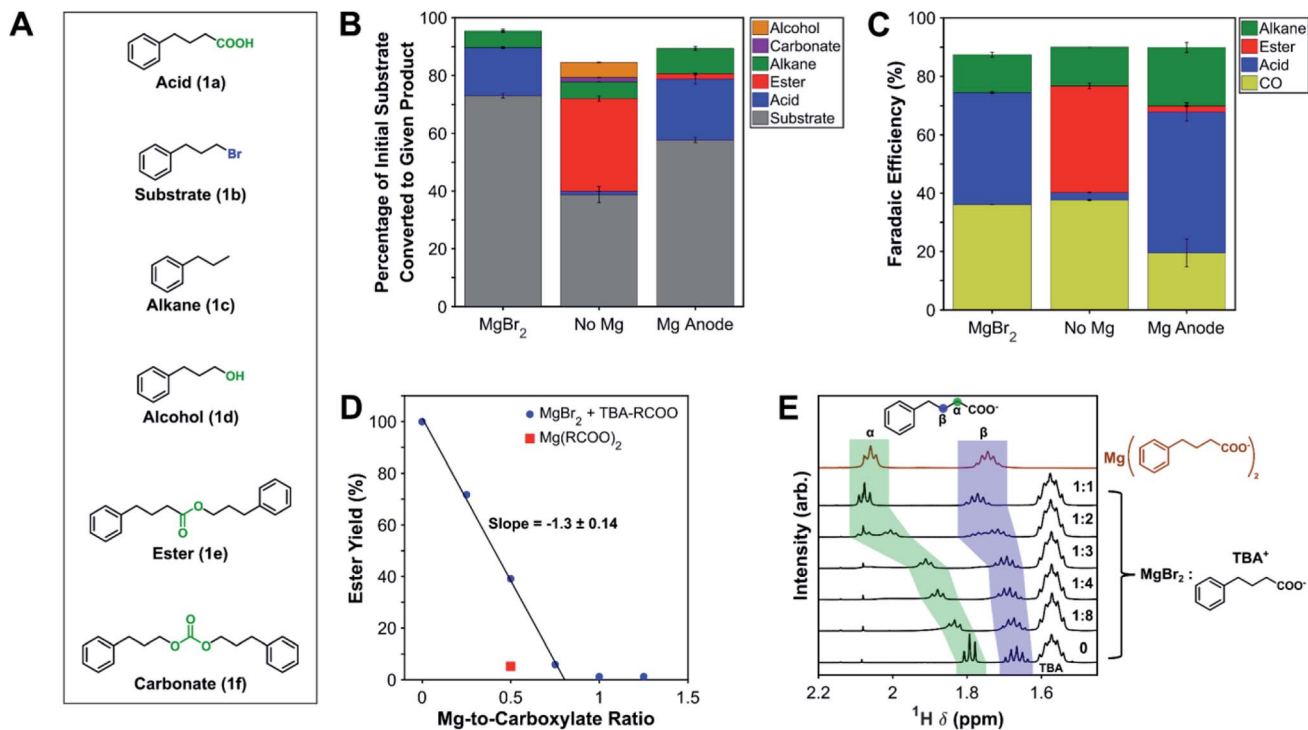 A
COOH
Acid (1a)
Br
Substrate (1b)
Alkane (1c)
OH
Alcohol (1d)
O
O
Ester (1e)
O
O
O
Carbonate (1f)
B
Percentage of Initial Substrate
Converted to Given Product
100
80
60
40
20
0
MgBr2
No Mg
Mg Anode
Alcohol
Carbonate
Alkane
Ester
Acid
Substrate
C
Faradaic Efficiency (%)
100
80
60
40
20
0
MgBr2
No Mg
Mg Anode
Alkane
Ester
Acid
CO
D
Ester Yield (%)
100
80
60
40
20
0
0
0.5
1
1.5
Mg-to-Carboxylate Ratio
MgBr2 + TBA-RCOO
Mg(RCOO)2
Slope = -1.3 ± 0.14
E
Intensity (arb.)
α
β
COO-
α
β
Mg( COO- )2
1:1
1:2
1:3
1:4
1:8
0
TBA
MgBr2 :
TBA+
COO-
2.2
2
1.8
1.6
1H δ (ppm)